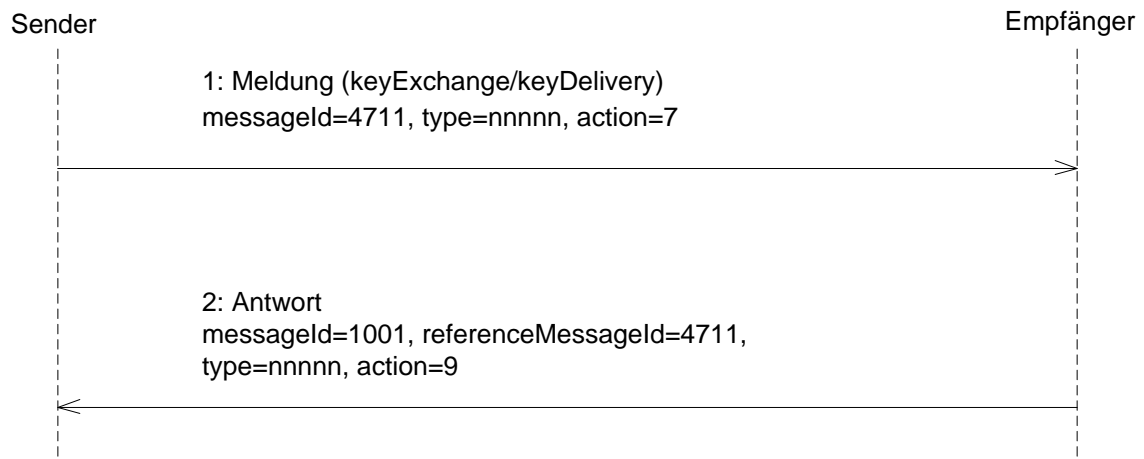 Sender
Empfänger
1: Meldung (keyExchange/keyDelivery)
messageId=4711, type=nnnnn, action=7
2: Antwort
messageId=1001, referenceMessageId=4711,
type=nnnnn, action=9